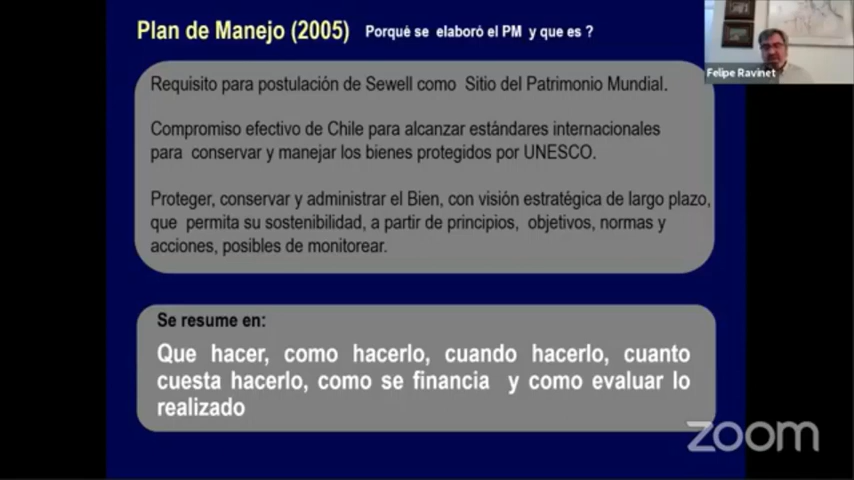 Plan de Manejo (2005) Porqué se elaboró el PM y que es ?
Felipe Ravinet
Requisito para postulación de Sewell como Sitio del Patrimonio Mundial.
Compromiso efectivo de Chile para alcanzar estándares internacionales
para conservar y manejar los bienes protegidos por UNESCO.
Proteger, conservar y administrar el Bien, con visión estratégica de largo plazo,
que permita su sostenibilidad, a partir de principios, objetivos, normas y
acciones, posibles de monitorear.
Se resume en:
Que hacer, como hacerlo, cuando hacerlo, cuanto
cuesta hacerlo, como se financia y como evaluar lo
realizado
zoom